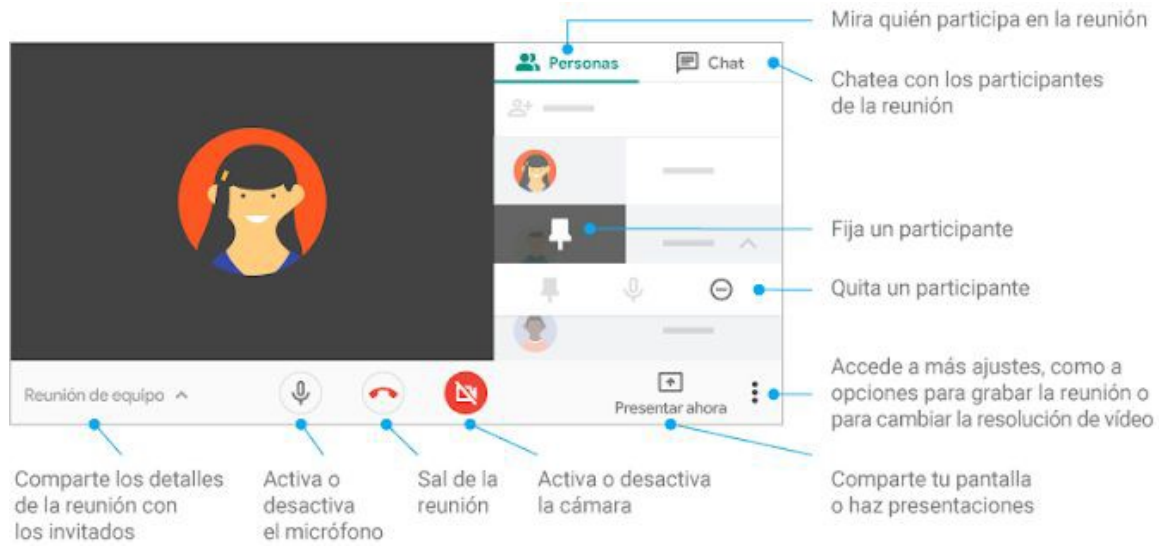 Mira quién participa en la reunión
Personas
Chat
Chatea con los participantes
de la reunión
Fija un participante
Quita un participante
Accede a más ajustes, como a
opciones para grabar la reunión o
para cambiar la resolución de vídeo
Reunión de equipo
Presentar ahora
Comparte los detalles
de la reunión con
los invitados
Activa o
desactiva
el micrófono
Sal de la
reunión
Activa o desactiva
la cámara
Comparte tu pantalla
o haz presentaciones